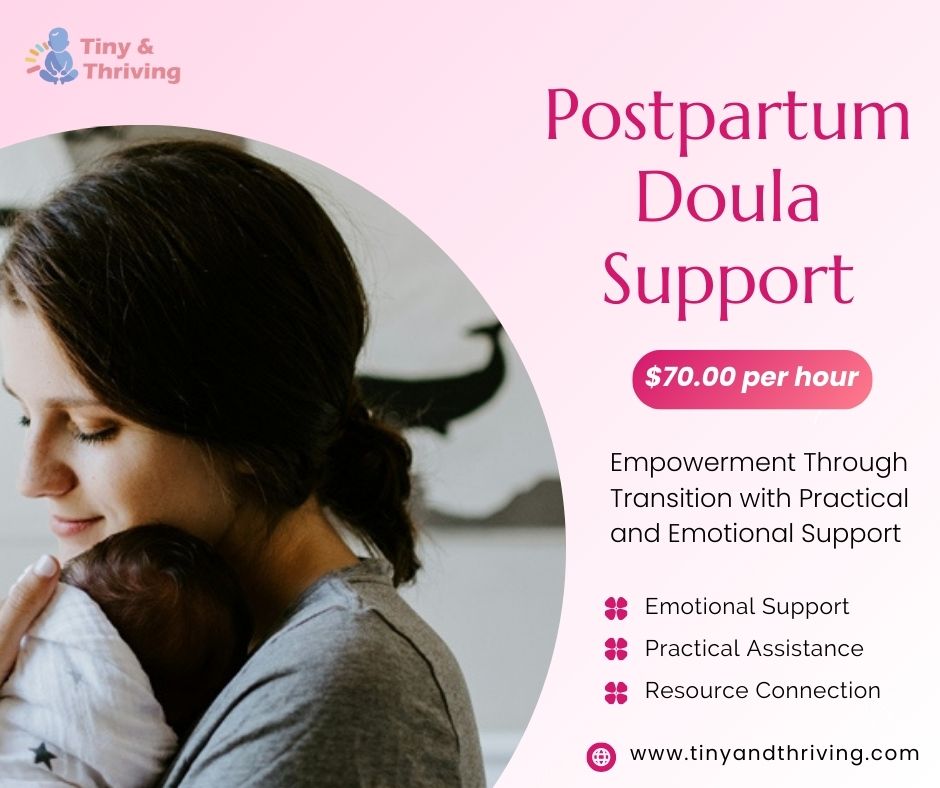 Tiny &
Thriving
Postpartum
Doula
Support
$70.00 per hour
Empowerment Through
Transition with Practical
and Emotional Support
Emotional Support
Practical Assistance
Resource Connection
www.tinyandthriving.com